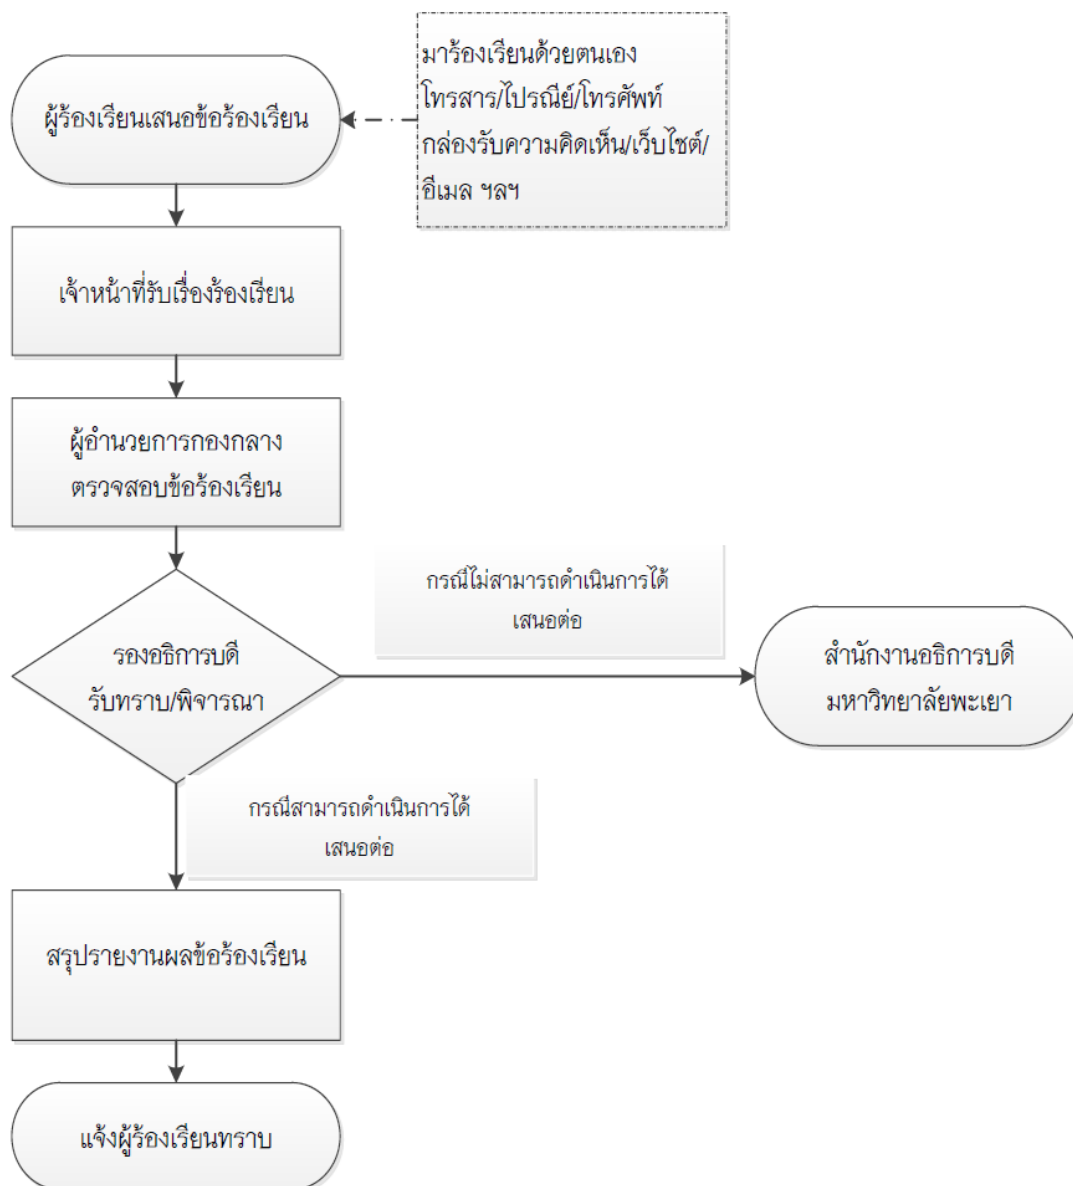 ผู้ร้องเรียนเสนอข้อร้องเรียน
มาร้องเรียนด้วยตนเอง
โทรสาร/ไปรณีย์/โทรศัพท์
กล่องรับความคิดเห็น/เว็บไซต์/
อีเมล ฯลฯ
เจ้าหน้าที่รับเรื่องร้องเรียน
ผู้อำนวยการกองกลาง
ตรวจสอบข้อร้องเรียน
รองอธิการบดี
รับทราบ/พิจารณา
กรณีไม่สามารถดำเนินการได้
เสนอต่อ
สำนักงานอธิการบดี
มหาวิทยาลัยพะเยา
กรณีสามารถดำเนินการได้
เสนอต่อ
สรุปรายงานผลข้อร้องเรียน
แจ้งผู้ร้องเรียนทราบ